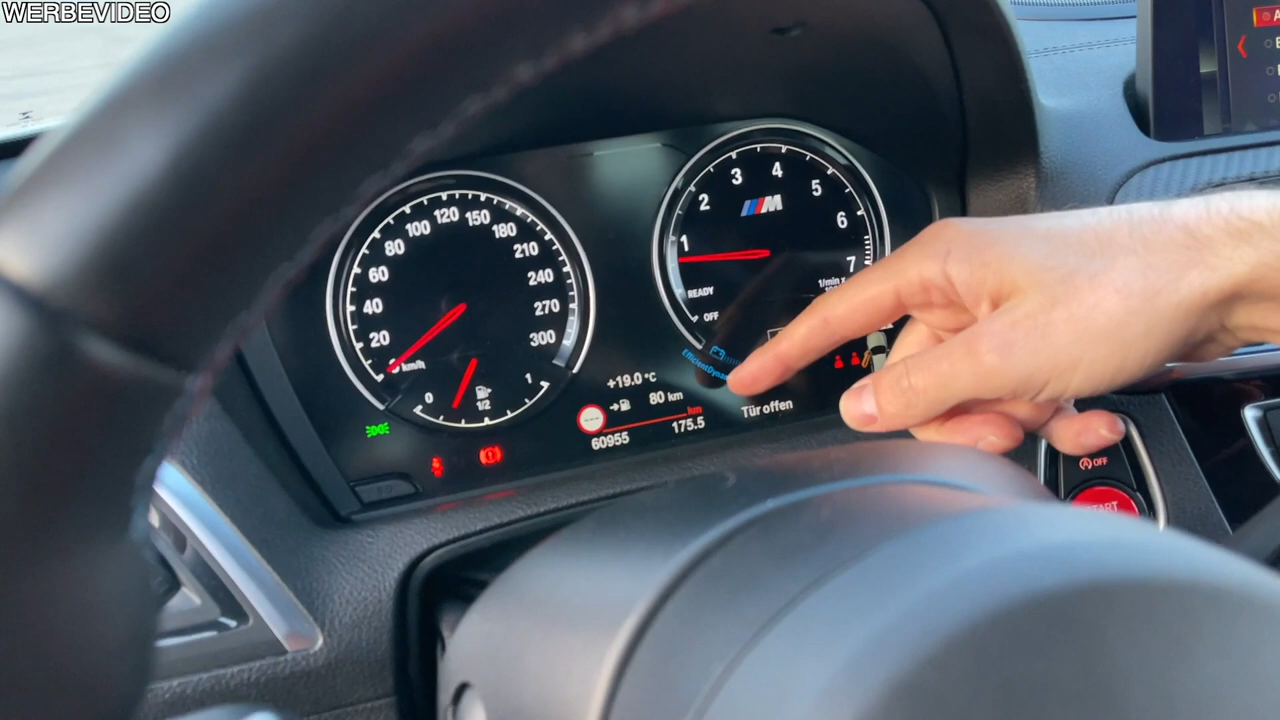 WERBEVIDEO
20
40
60
80
100
120
150
180
210
240
270
300
km/h
0
1/2
1
1
2
3
4
5
6
7
M
1/min x
READY
OFF
+19.0 °C
80 km
km
60955
175.5
Tür offen
OFF
START